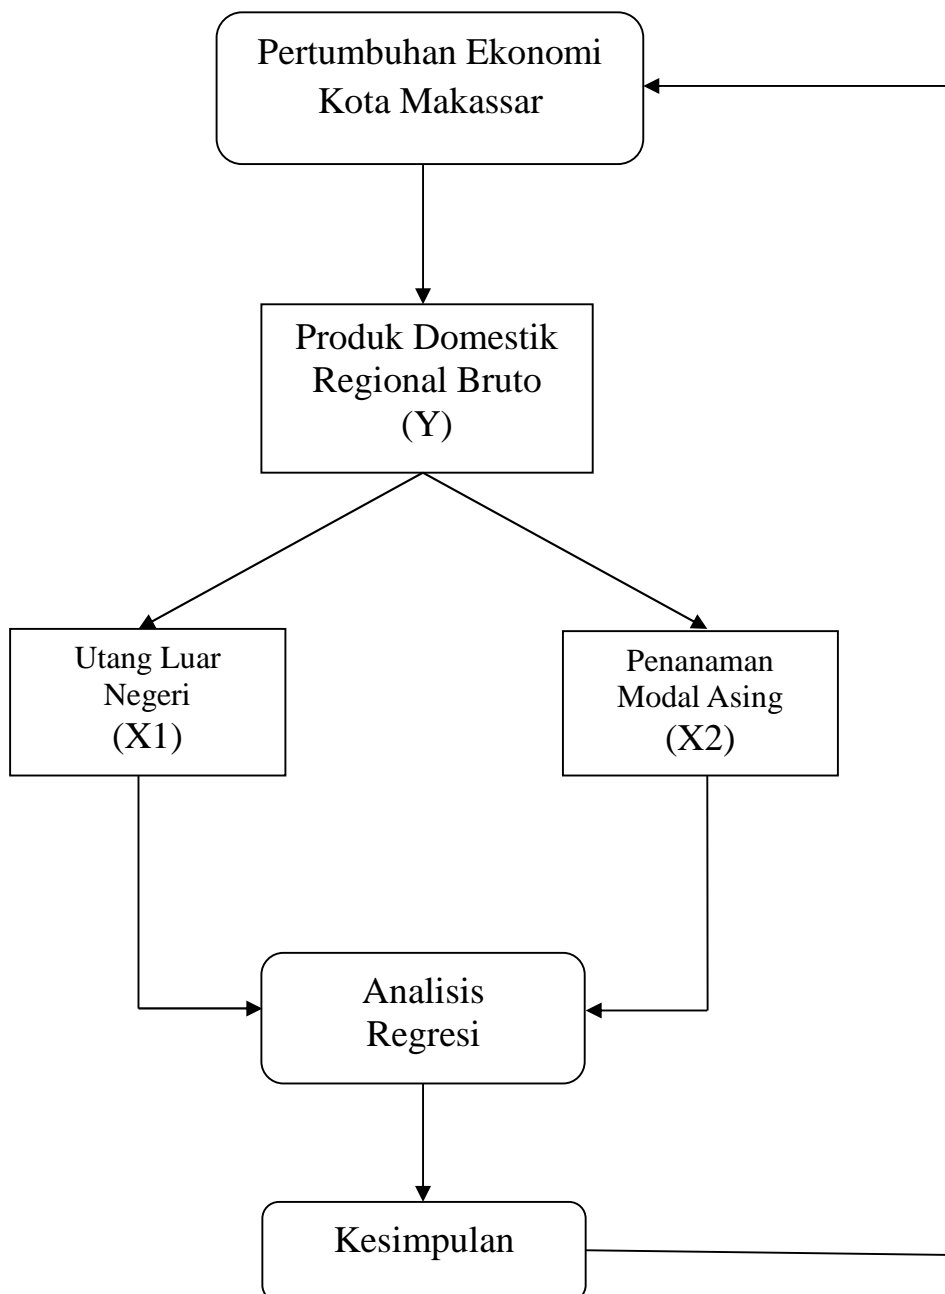 Pertumbuhan Ekonomi
Kota Makassar
Produk Domestik
Regional Bruto
(Y)
Utang Luar
Negeri
(X1)
Penanaman
Modal Asing
(X2)
Analisis
Regresi
Kesimpulan